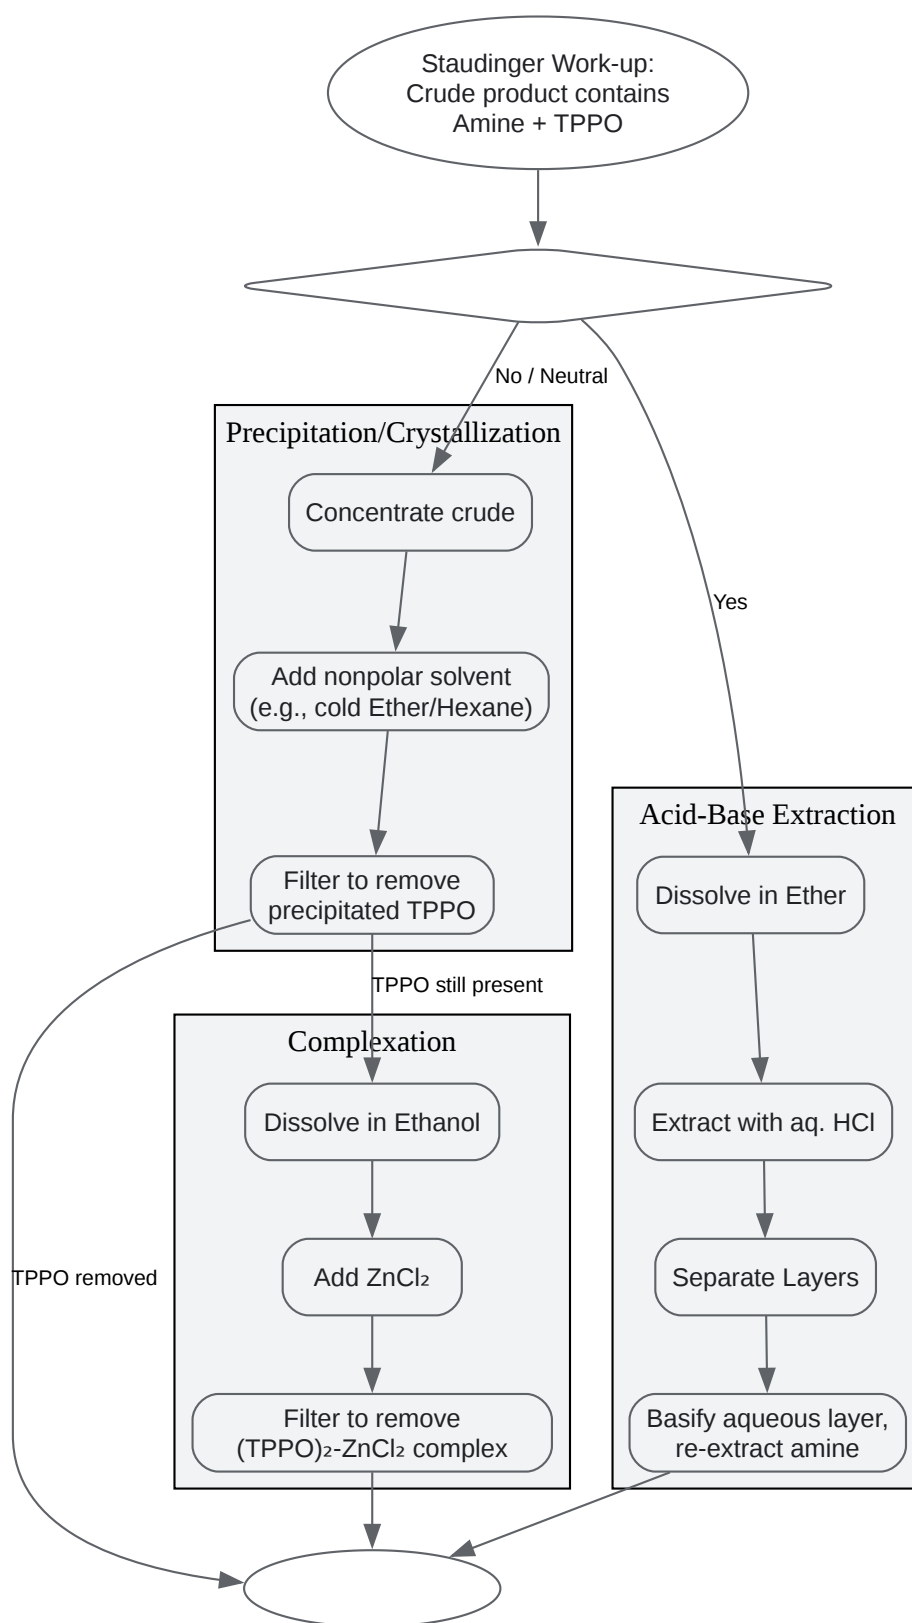 Staudinger Work-up:
Crude product contains
Amine + TPPO
No / Neutral
Precipitation/Crystallization
Concentrate crude
Yes
Add nonpolar solvent
(e.g., cold Ether/Hexane)
Acid-Base Extraction
Filter to remove
precipitated TPPO
Dissolve in Ether
TPPO still present
Complexation
Dissolve in Ethanol
Extract with aq. HCl
TPPO removed
Add ZnCl₂
Separate Layers
Filter to remove
(TPPO)₂-ZnCl₂ complex
Basify aqueous layer,
re-extract amine